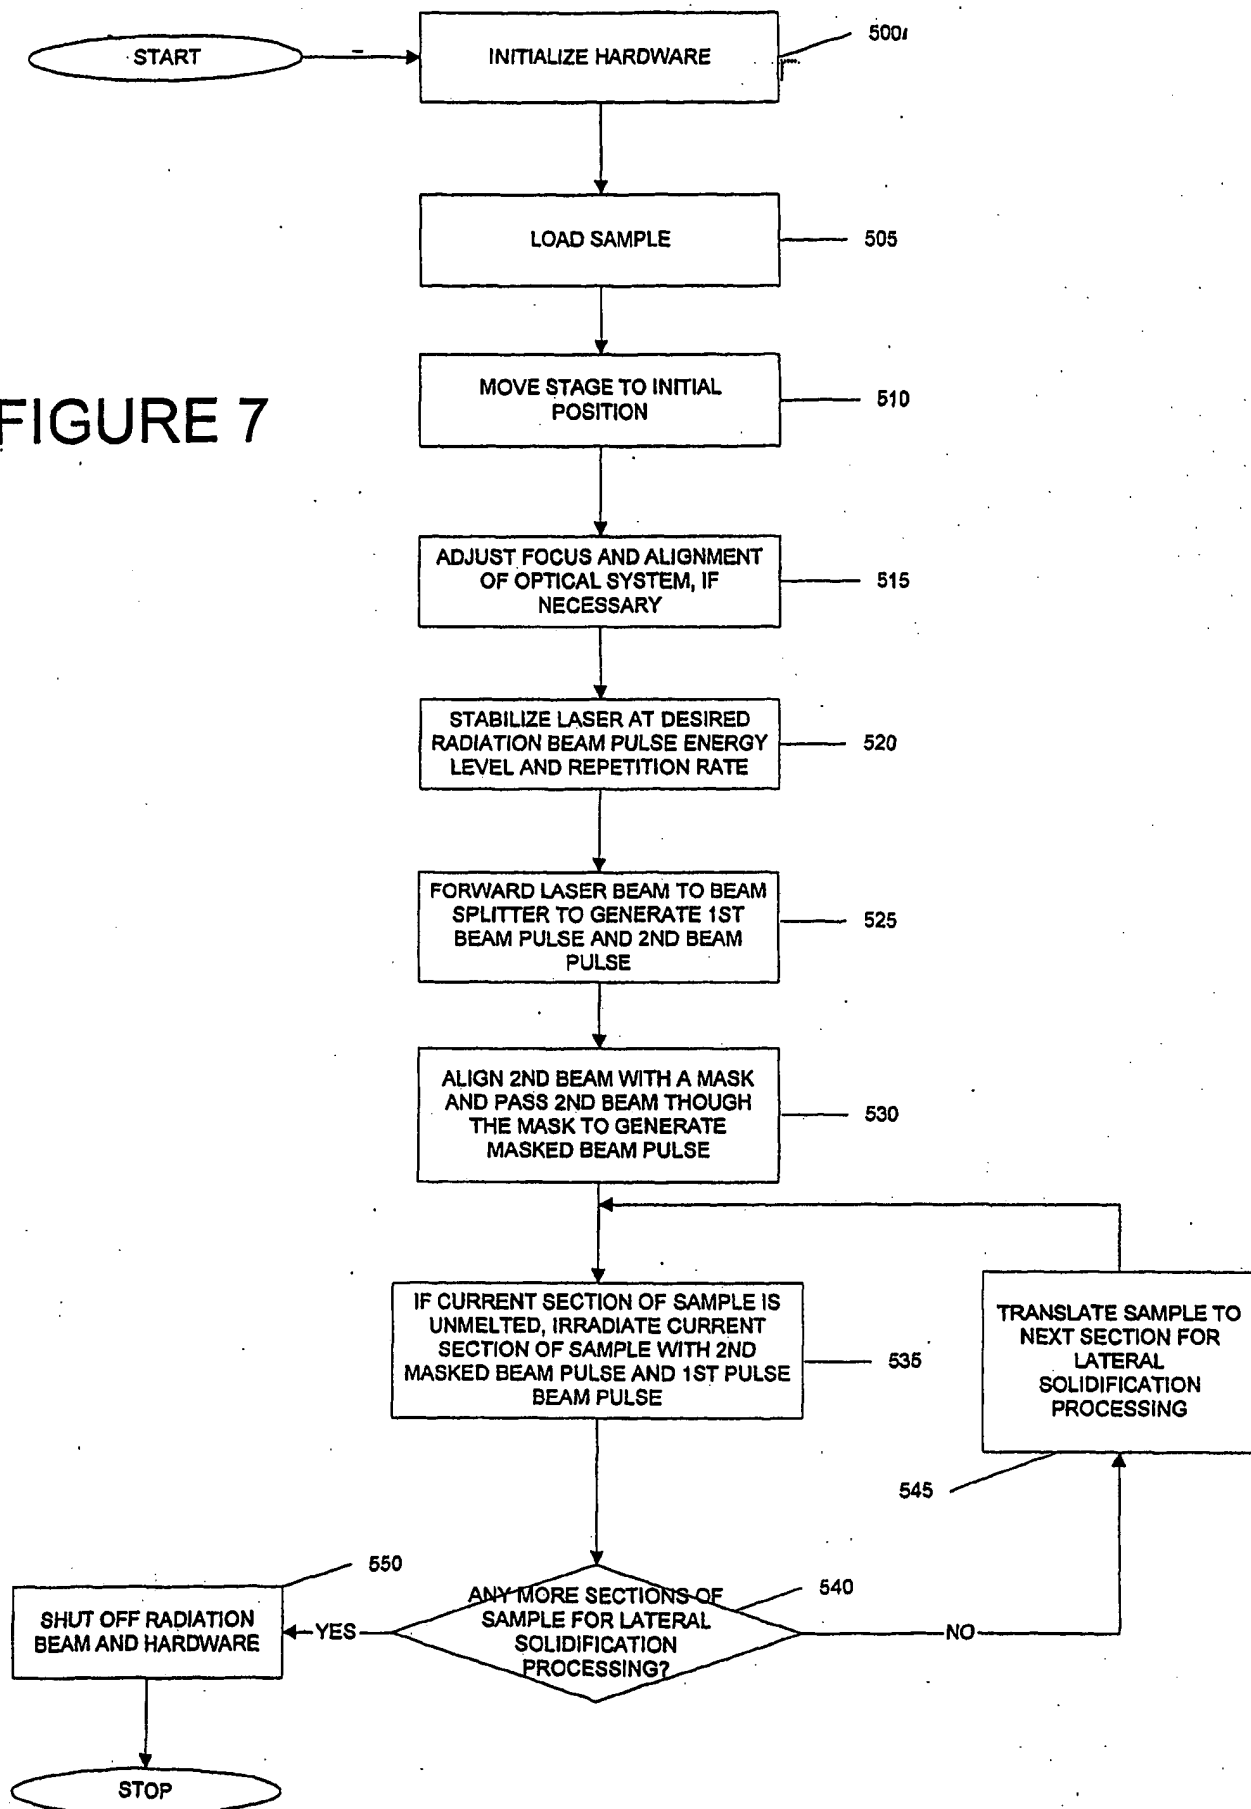 START
INITIALIZE HARDWARE
500
LOAD SAMPLE
505
FIGURE 7
MOVE STAGE TO INITIAL
POSITION
510
ADJUST FOCUS AND ALIGNMENT
OF OPTICAL SYSTEM, IF
NECESSARY
515
STABILIZE LASER AT DESIRED
RADIATION BEAM PULSE ENERGY
LEVEL AND REPETITION RATE
520
FORWARD LASER BEAM TO BEAM
SPLITTER TO GENERATE 1ST
BEAM PULSE AND 2ND BEAM
PULSE
525
ALIGN 2ND BEAM WITH A MASK
AND PASS 2ND BEAM THOUGH
THE MASK TO GENERATE
MASKED BEAM PULSE
530
IF CURRENT SECTION OF SAMPLE IS
UNMELTED, IRRADIATE CURRENT
SECTION OF SAMPLE WITH 2ND
MASKED BEAM PULSE AND 1ST PULSE
BEAM PULSE
535
TRANSLATE SAMPLE TO
NEXT SECTION FOR
LATERAL
SOLIDIFICATION
PROCESSING
545
ANY MORE SECTIONS OF
SAMPLE FOR LATERAL
SOLIDIFICATION
PROCESSING?
540
YES
NO
550
SHUT OFF RADIATION
BEAM AND HARDWARE
STOP